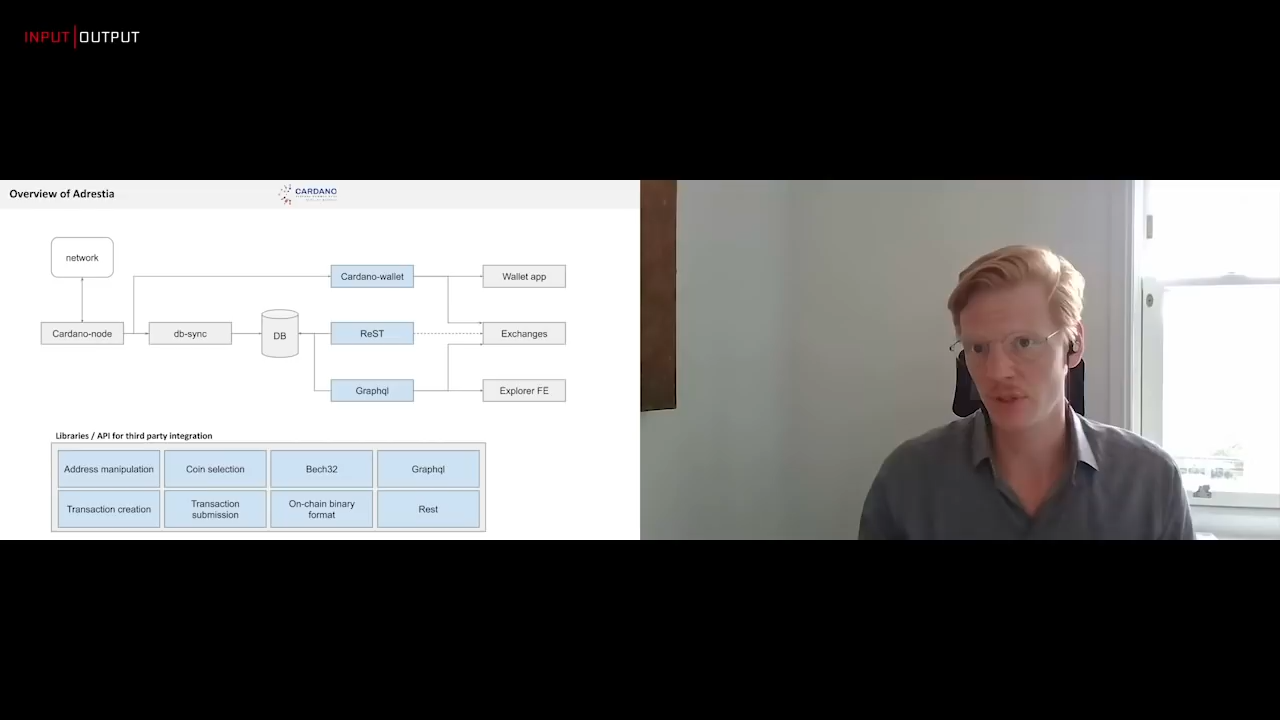 INPUT|OUTPUT
Overview of Adrestia
CARDANO
network
Cardano-wallet
Wallet app
Cardano-node
db-sync
DB
ReST
Exchanges
Graphql
Explorer FE
Libraries / API for third party integration
Address manipulation
Coin selection
Bech32
Graphql
Transaction creation
Transaction
submission
On-chain binary
format
Rest